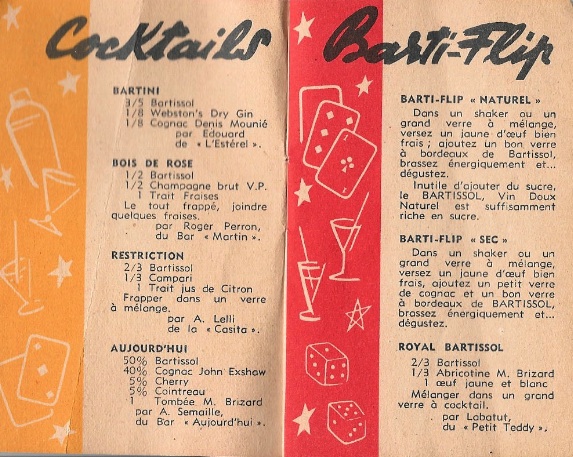 Cocktails
BARTINI
3/5 Bartissol
1/8 Webston's Dry Gin
1/8 Cognac Denis Mounié
par Edouard
de « L'Estérel ».
BOIS DE ROSE
1/2 Bartissol
1/2 Champagne brut V.P.
1 Trait Fraises
Le tout frappé, joindre
quelques fraises.
par Roger Perron,
du Bar « Martin ».
RESTRICTION
2/3 Bartissol
1/3 Compari
1 Trait jus de Citron
Frapper dans un verre
à mélange.
par A. Lelli
de la « Casita ».
AUJOURD'HUI
50% Bartissol
40% Cognac John Exshaw
5% Cherry
5% Cointreau
1 Tombée M. Brizard
par A. Semaille,
du Bar « Aujourd'hui ».
Barti-Flip
BARTI-FLIP « NATUREL »
Dans un shaker ou un
grand verre à mélange,
versez un jaune d'œuf bien
frais ; ajoutez un bon verre
à bordeaux de Bartissol,
brassez énergiquement et...
dégustez.
Inutile d'ajouter du sucre,
le BARTISSOL, Vin Doux
Naturel est suffisamment
riche en sucre.
BARTI-FLIP « SEC »
Dans un shaker ou un
grand verre à mélange,
versez un jaune d'œuf bien
frais, ajoutez un petit verre
de cognac et un bon verre
à bordeaux de BARTISSOL,
brassez énergiquement et...
dégustez.
ROYAL BARTISSOL
2/3 Bartissol
1/3 Abricotine M. Brizard
1 œuf jaune et blanc
Mélanger dans un grand
verre à cocktail.
par Labatut,
du « Petit Teddy ».